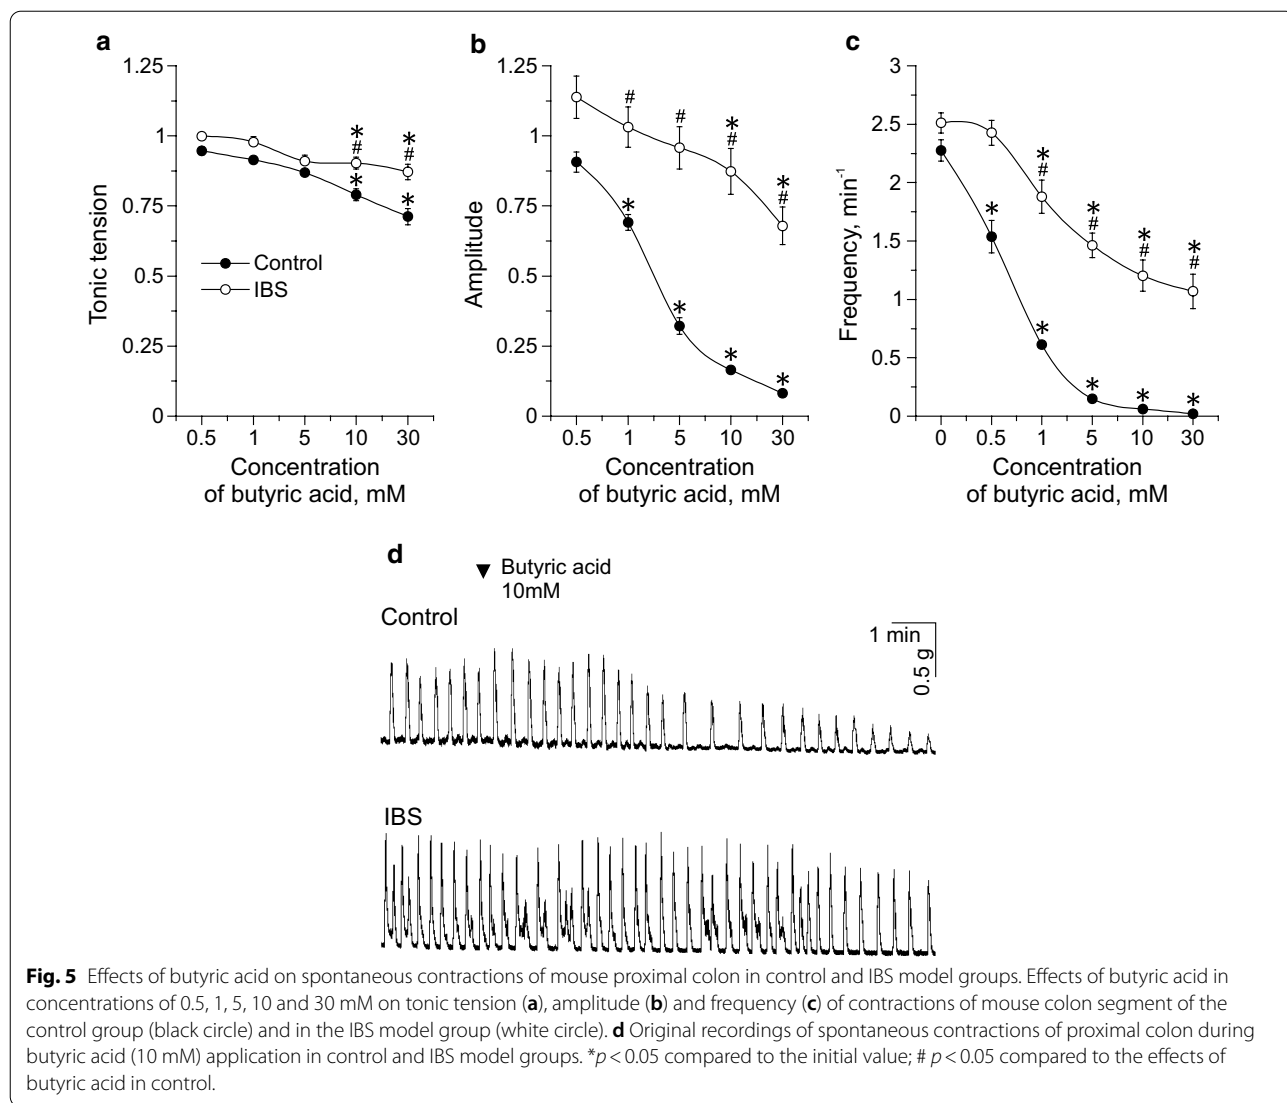 a
1.25
1
0.75
0.5
0.25
0
Tonic tension
* *
# #
* *
Control
IBS
0.5 1 5 10 30
Concentration
of butyric acid, mM
b
1.25
1
0.75
0.5
0.25
0
Amplitude
# # * *
# #
* * * *
0.5 1 5 10 30
Concentration
of butyric acid, mM
c
3
2.5
2
1.5
1
0.5
0
Frequency, min⁻¹
* * * *
# # # #
* * * * *
0 0.5 1 5 10 30
Concentration
of butyric acid, mM
d
▼ Butyric acid
10mM
Control
1 min
0.5 g
IBS
Fig. 5 Effects of butyric acid on spontaneous contractions of mouse proximal colon in control and IBS model groups. Effects of butyric acid in
concentrations of 0.5, 1, 5, 10 and 30 mM on tonic tension (a), amplitude (b) and frequency (c) of contractions of mouse colon segment of the
control group (black circle) and in the IBS model group (white circle). d Original recordings of spontaneous contractions of proximal colon during
butyric acid (10 mM) application in control and IBS model groups. *p < 0.05 compared to the initial value; # p < 0.05 compared to the effects of
butyric acid in control.